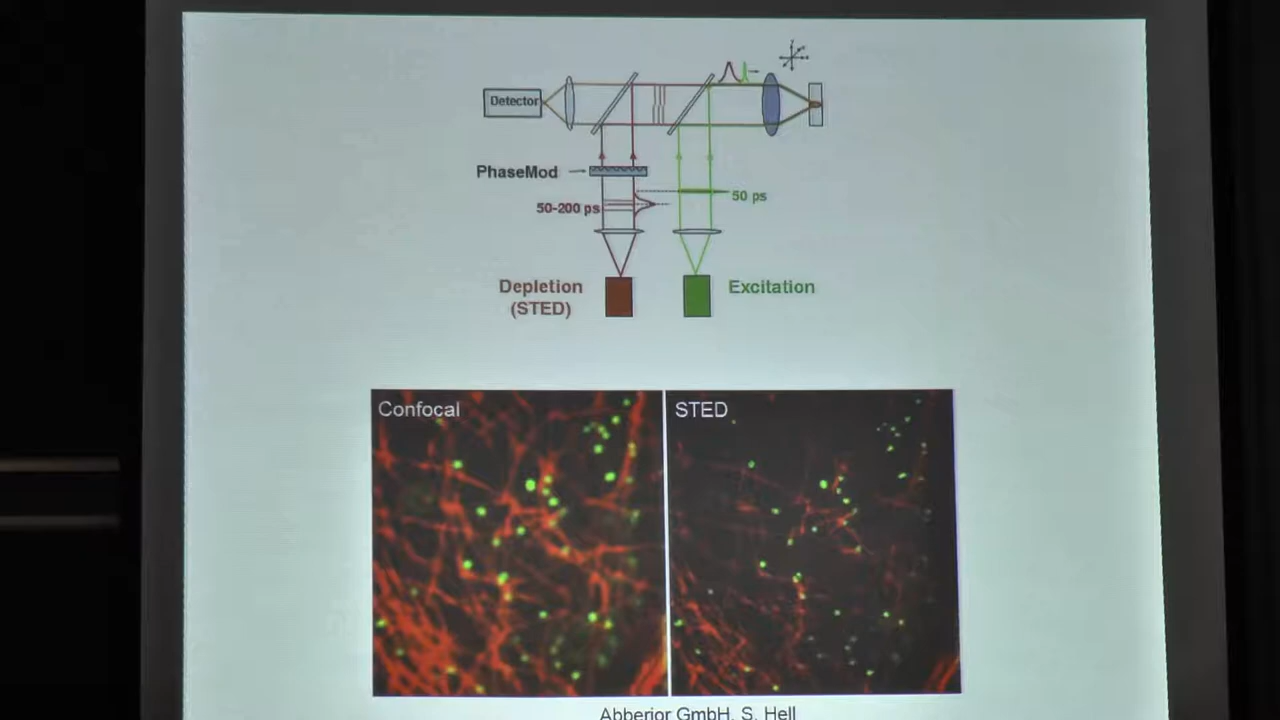 Detector
PhaseMod
50 ps
50-200 ps
Depletion
(STED)
Excitation
Confocal
STED
Abberior GmbH, S. Hell